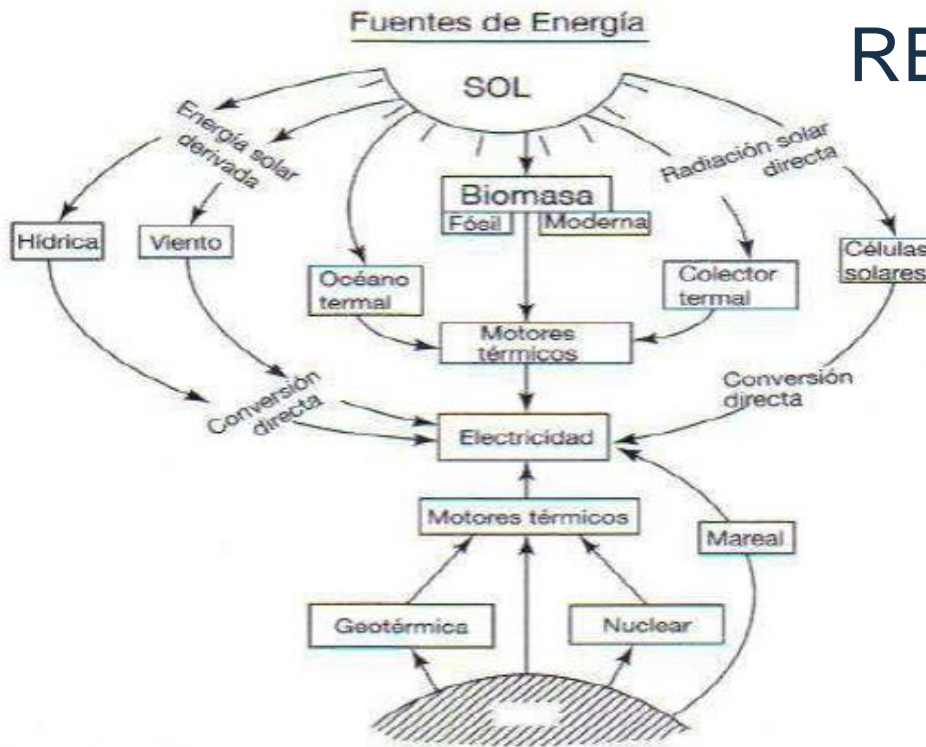 Fuentes de Energía
RE
SOL
Energía solar
derivada
Radiación solar
directa
Biomasa
Fósil
Moderna
Hídrica
Viento
Océano
termal
Colector
termal
Células
solares
Motores
térmicos
Conversión
directa
Conversión
directa
Electricidad
Motores térmicos
Mareal
Geotérmica
Nuclear